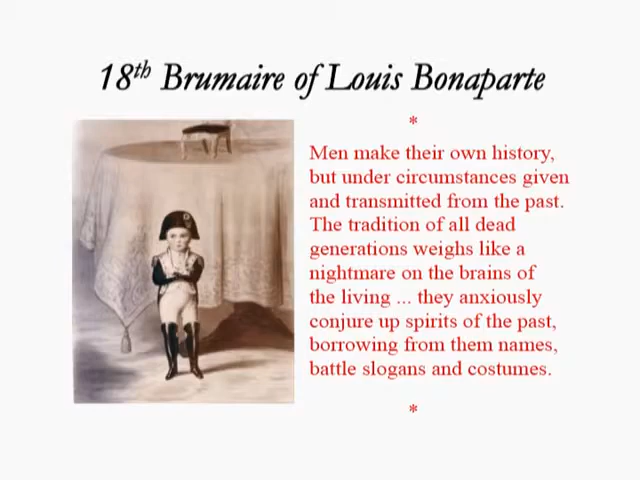 18th Brumaire of Louis Bonaparte
*
Men make their own history,
but under circumstances given
and transmitted from the past.
The tradition of all dead
generations weighs like a
nightmare on the brains of
the living ... they anxiously
conjure up spirits of the past,
borrowing from them names,
battle slogans and costumes.
*